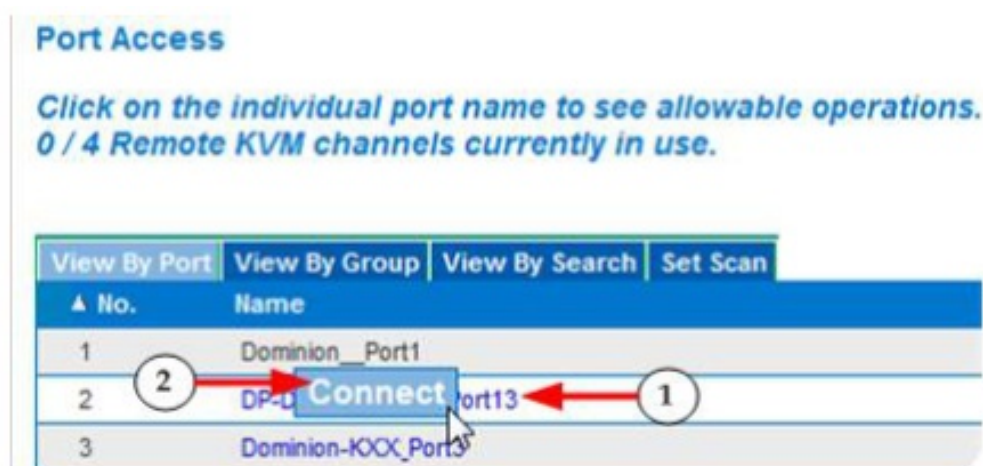 Port Access
Click on the individual port name to see allowable operations.
0 / 4 Remote KVM channels currently in use.
View By Port View By Group View By Search Set Scan
▲ No. Name
1 Dominion__Port1
2 Connect 1
2 DP-D Port13
3 Dominion-KXX_Port3